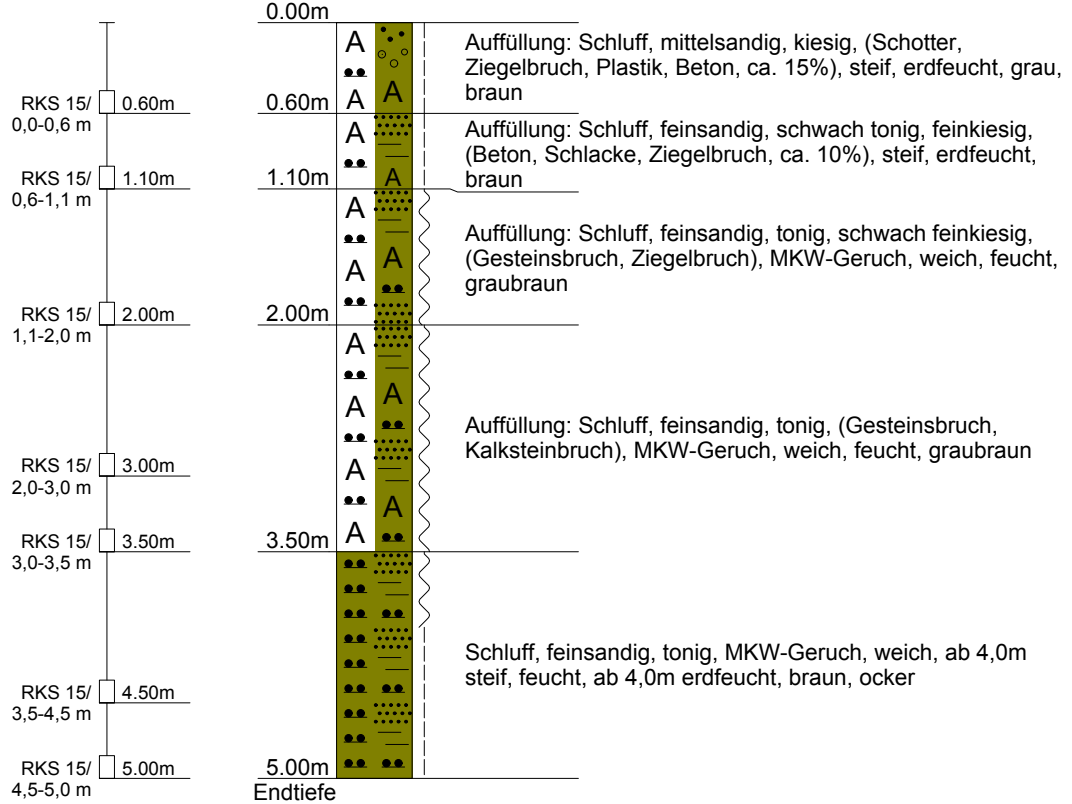 0.00m
A
Auffüllung: Schluff, mittelsandig, kiesig, (Schotter,
Ziegelbruch, Plastik, Beton, ca. 15%), steif, erdfeucht, grau,
braun
RKS 15/ 0.60m
0,0-0,6 m
0.60m
A A
Auffüllung: Schluff, feinsandig, schwach tonig, feinkiesig,
(Beton, Schlacke, Ziegelbruch, ca. 10%), steif, erdfeucht,
braun
A
A
RKS 15/ 1.10m
0,6-1,1 m
1.10m
A
Auffüllung: Schluff, feinsandig, tonig, schwach feinkiesig,
(Gesteinsbruch, Ziegelbruch), MKW-Geruch, weich, feucht,
graubraun
A
A
RKS 15/ 2.00m
1,1-2,0 m
2.00m
A
A
A
Auffüllung: Schluff, feinsandig, tonig, (Gesteinsbruch,
Kalksteinbruch), MKW-Geruch, weich, feucht, graubraun
A
RKS 15/ 3.00m
2,0-3,0 m
A
A
RKS 15/ 3.50m
3,0-3,5 m
3.50m
Schluff, feinsandig, tonig, MKW-Geruch, weich, ab 4,0m
steif, feucht, ab 4,0m erdfeucht, braun, ocker
RKS 15/ 4.50m
3,5-4,5 m
RKS 15/ 5.00m
4,5-5,0 m
5.00m
Endtiefe